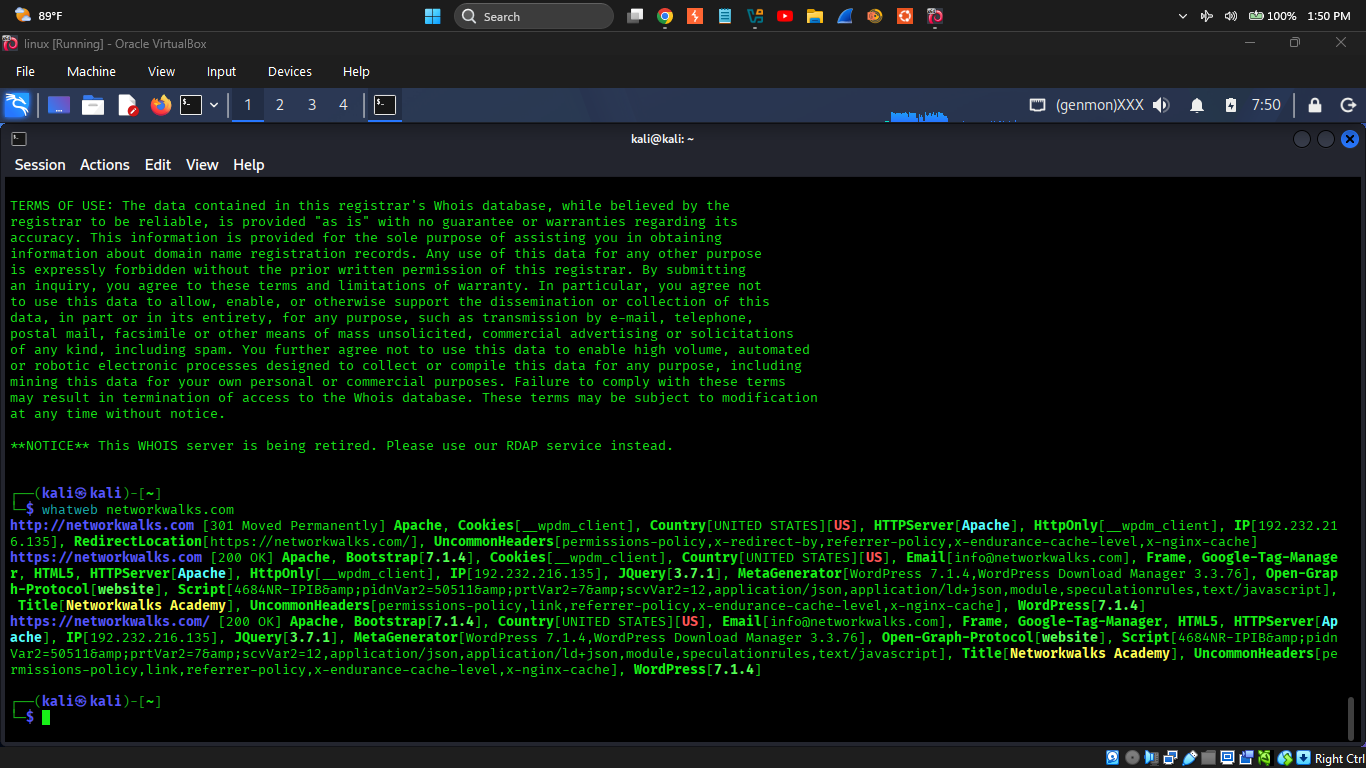 89°F
Search
100%
1:50 PM
linux [Running] - Oracle VirtualBox
File Machine View Input Devices Help
1 2 3 4
(genmon)XXX
7:50
kali@kali: ~
Session Actions Edit View Help
TERMS OF USE: The data contained in this registrar's Whois database, while believed by the
registrar to be reliable, is provided "as is" with no guarantee or warranties regarding its
accuracy. This information is provided for the sole purpose of assisting you in obtaining
information about domain name registration records. Any use of this data for any other purpose
is expressly forbidden without the prior written permission of this registrar. By submitting
an inquiry, you agree to these terms and limitations of warranty. In particular, you agree not
to use this data to allow, enable, or otherwise support the dissemination or collection of this
data, in part or in its entirety, for any purpose, such as transmission by e-mail, telephone,
postal mail, facsimile or other means of mass unsolicited, commercial advertising or solicitations
of any kind, including spam. You further agree not to use this data to enable high volume, automated
or robotic electronic processes designed to collect or compile this data for any purpose, including
mining this data for your own personal or commercial purposes. Failure to comply with these terms
may result in termination of access to the Whois database. These terms may be subject to modification
at any time without notice.
**NOTICE** This WHOIS server is being retired. Please use our RDAP service instead.
┌──(kali㉿kali)-[~]
└─$ whatweb networkwalks.com
http://networkwalks.com [301 Moved Permanently] Apache, Cookies[__wpdm_client], Country[UNITED STATES][US], HTTPServer[Apache], HttpOnly[__wpdm_client], IP[192.232.21
6.135], RedirectLocation[https://networkwalks.com/], UncommonHeaders[permissions-policy,x-redirect-by,referrer-policy,x-endurance-cache-level,x-nginx-cache]
https://networkwalks.com [200 OK] Apache, Bootstrap[7.1.4], Cookies[__wpdm_client], Country[UNITED STATES][US], Email[info@networkwalks.com], Frame, Google-Tag-Manage
r, HTML5, HTTPServer[Apache], HttpOnly[__wpdm_client], IP[192.232.216.135], JQuery[3.7.1], MetaGenerator[WordPress 7.1.4,WordPress Download Manager 3.3.76], Open-Grap
h-Protocol[website], Script[4684NR-IPIB&amp;pidnVar2=50511&amp;prtVar2=7&amp;scvVar2=12,application/json,application/ld+json,module,speculationrules,text/javascript],
Title[Networkwalks Academy], UncommonHeaders[permissions-policy,link,referrer-policy,x-endurance-cache-level,x-nginx-cache], WordPress[7.1.4]
https://networkwalks.com/ [200 OK] Apache, Bootstrap[7.1.4], Country[UNITED STATES][US], Email[info@networkwalks.com], Frame, Google-Tag-Manager, HTML5, HTTPServer[Ap
ache], IP[192.232.216.135], JQuery[3.7.1], MetaGenerator[WordPress 7.1.4,WordPress Download Manager 3.3.76], Open-Graph-Protocol[website], Script[4684NR-IPIB&amp;pidn
Var2=50511&amp;prtVar2=7&amp;scvVar2=12,application/json,application/ld+json,module,speculationrules,text/javascript], Title[Networkwalks Academy], UncommonHeaders[pe
rmissions-policy,link,referrer-policy,x-endurance-cache-level,x-nginx-cache], WordPress[7.1.4]
┌──(kali㉿kali)-[~]
└─$
Right Ctrl